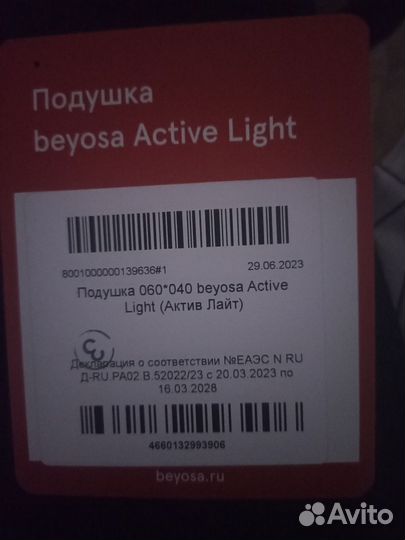 Подушка
beyosa Active Light
8001000000139636#1 29.06.2023
Подушка 060*040 beyosa Active
Light (Актив Лайт)
Декларация о соответствии №ЕАЭС N RU
Д-RU.РА02.В.52022/23 с 20.03.2023 по
16.03.2028
4660132993906
beyosa.ru
Avito